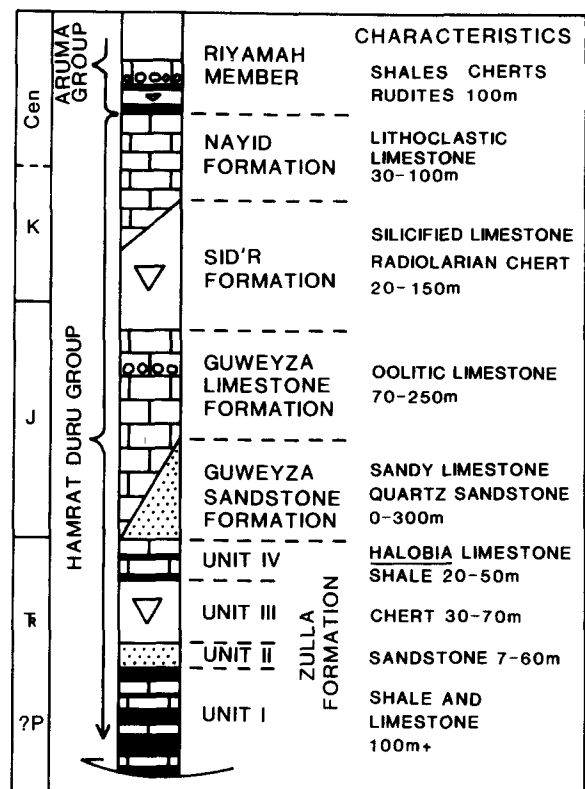 CHARACTERISTICS
ARUMA
GROUP
HAMRAT DURU GROUP
Cen
K
J
TR
?P
RIYAMAH
MEMBER
SHALES CHERTS
RUDITES 100m
NAYID
FORMATION
LITHOCLASTIC
LIMESTONE
30-100m
SID'R
FORMATION
SILICIFIED LIMESTONE
RADIOLARIAN CHERT
20-150m
GUWEYZA
LIMESTONE
FORMATION
OOLITIC LIMESTONE
70-250m
GUWEYZA
SANDSTONE
FORMATION
SANDY LIMESTONE
QUARTZ SANDSTONE
0-300m
ZULLA
FORMATION
UNIT IV
HALOBIA LIMESTONE
SHALE 20-50m
UNIT III
CHERT 30-70m
UNIT II
SANDSTONE 7-60m
UNIT I
SHALE AND
LIMESTONE
100m+